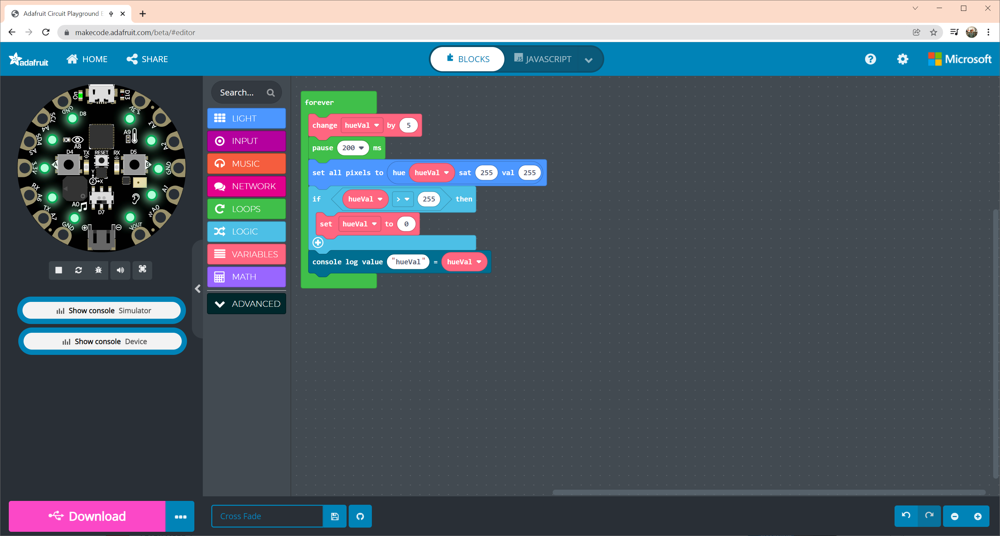 Adafruit Circuit Playground E
makecode.adafruit.com/beta/#editor
adafruit
HOME
SHARE
BLOCKS
JS JAVASCRIPT
?
Microsoft
On
D13
GND
D8
3.3V
SCL
A4
A3
SDA
A5
A8
A9
A2
D4
TX
RESET
RX
D5
3.3V
A
B
GND
Y
Z
X
RX
A6
A1
A0
TX
A7
D7
A0
GND
VOUT
Show console Simulator
Show console Device
Download
Search...
LIGHT
INPUT
MUSIC
NETWORK
LOOPS
LOGIC
VARIABLES
MATH
ADVANCED
forever
change hueVal by 5
pause 200 ms
set all pixels to hue hueVal sat 255 val 255
if hueVal > 255 then
set hueVal to 0
console log value "hueVal" = hueVal
Cross Fade